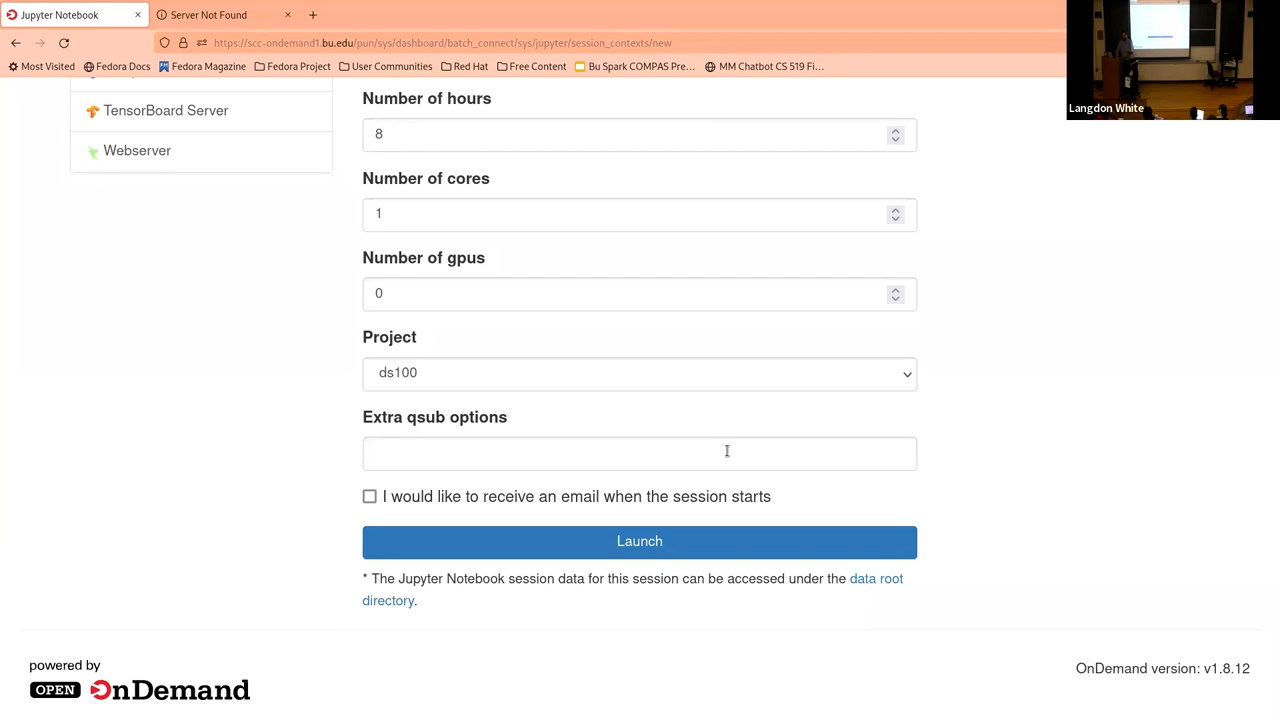 Jupyter Notebook
Server Not Found
https://scc-ondemand1.bu.edu/pun/sys/dashboard/batch_connect/sys/jupyter/session_contexts/new
Most Visited
Fedora Docs
Fedora Magazine
Fedora Project
User Communities
Red Hat
Free Content
Bu Spark COMPAS Pre…
MM Chatbot CS 519 Fi…
Langdon White
TensorBoard Server
Webserver
Number of hours
8
Number of cores
1
Number of gpus
0
Project
ds100
Extra qsub options
I would like to receive an email when the session starts
Launch
* The Jupyter Notebook session data for this session can be accessed under the data root
directory.
powered by
OPEN OnDemand
OnDemand version: v1.8.12